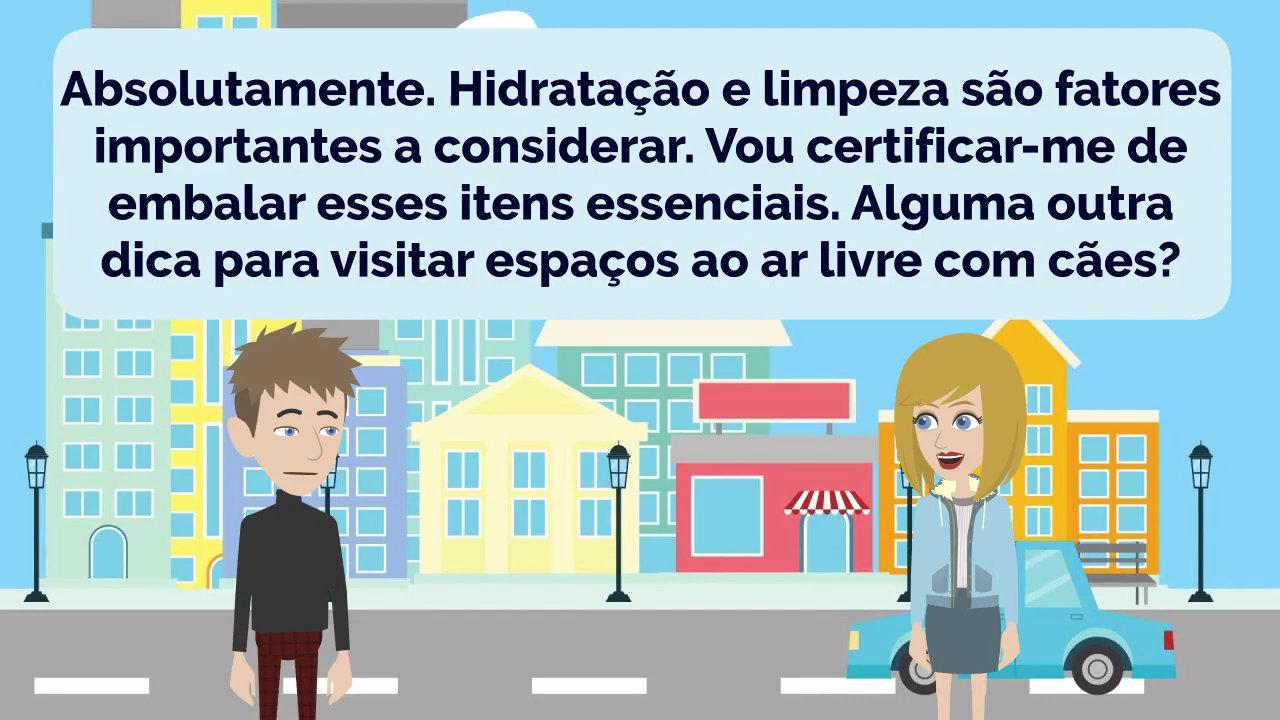 Absolutamente. Hidratação e limpeza são fatores
importantes a considerar. Vou certificar-me de
embalar esses itens essenciais. Alguma outra
dica para visitar espaços ao ar livre com cães?